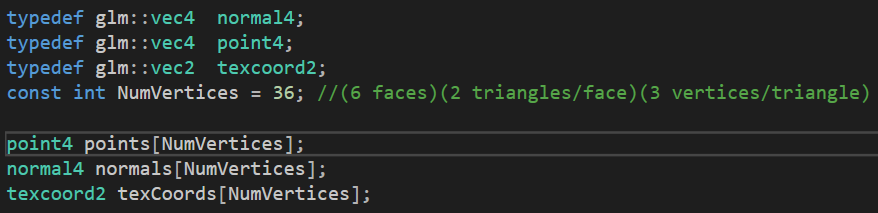 typedef glm::vec4  normal4;
typedef glm::vec4  point4;
typedef glm::vec2  texcoord2;
const int NumVertices = 36; //(6 faces)(2 triangles/face)(3 vertices/triangle)
point4 points[NumVertices];
normal4 normals[NumVertices];
texcoord2 texCoords[NumVertices];